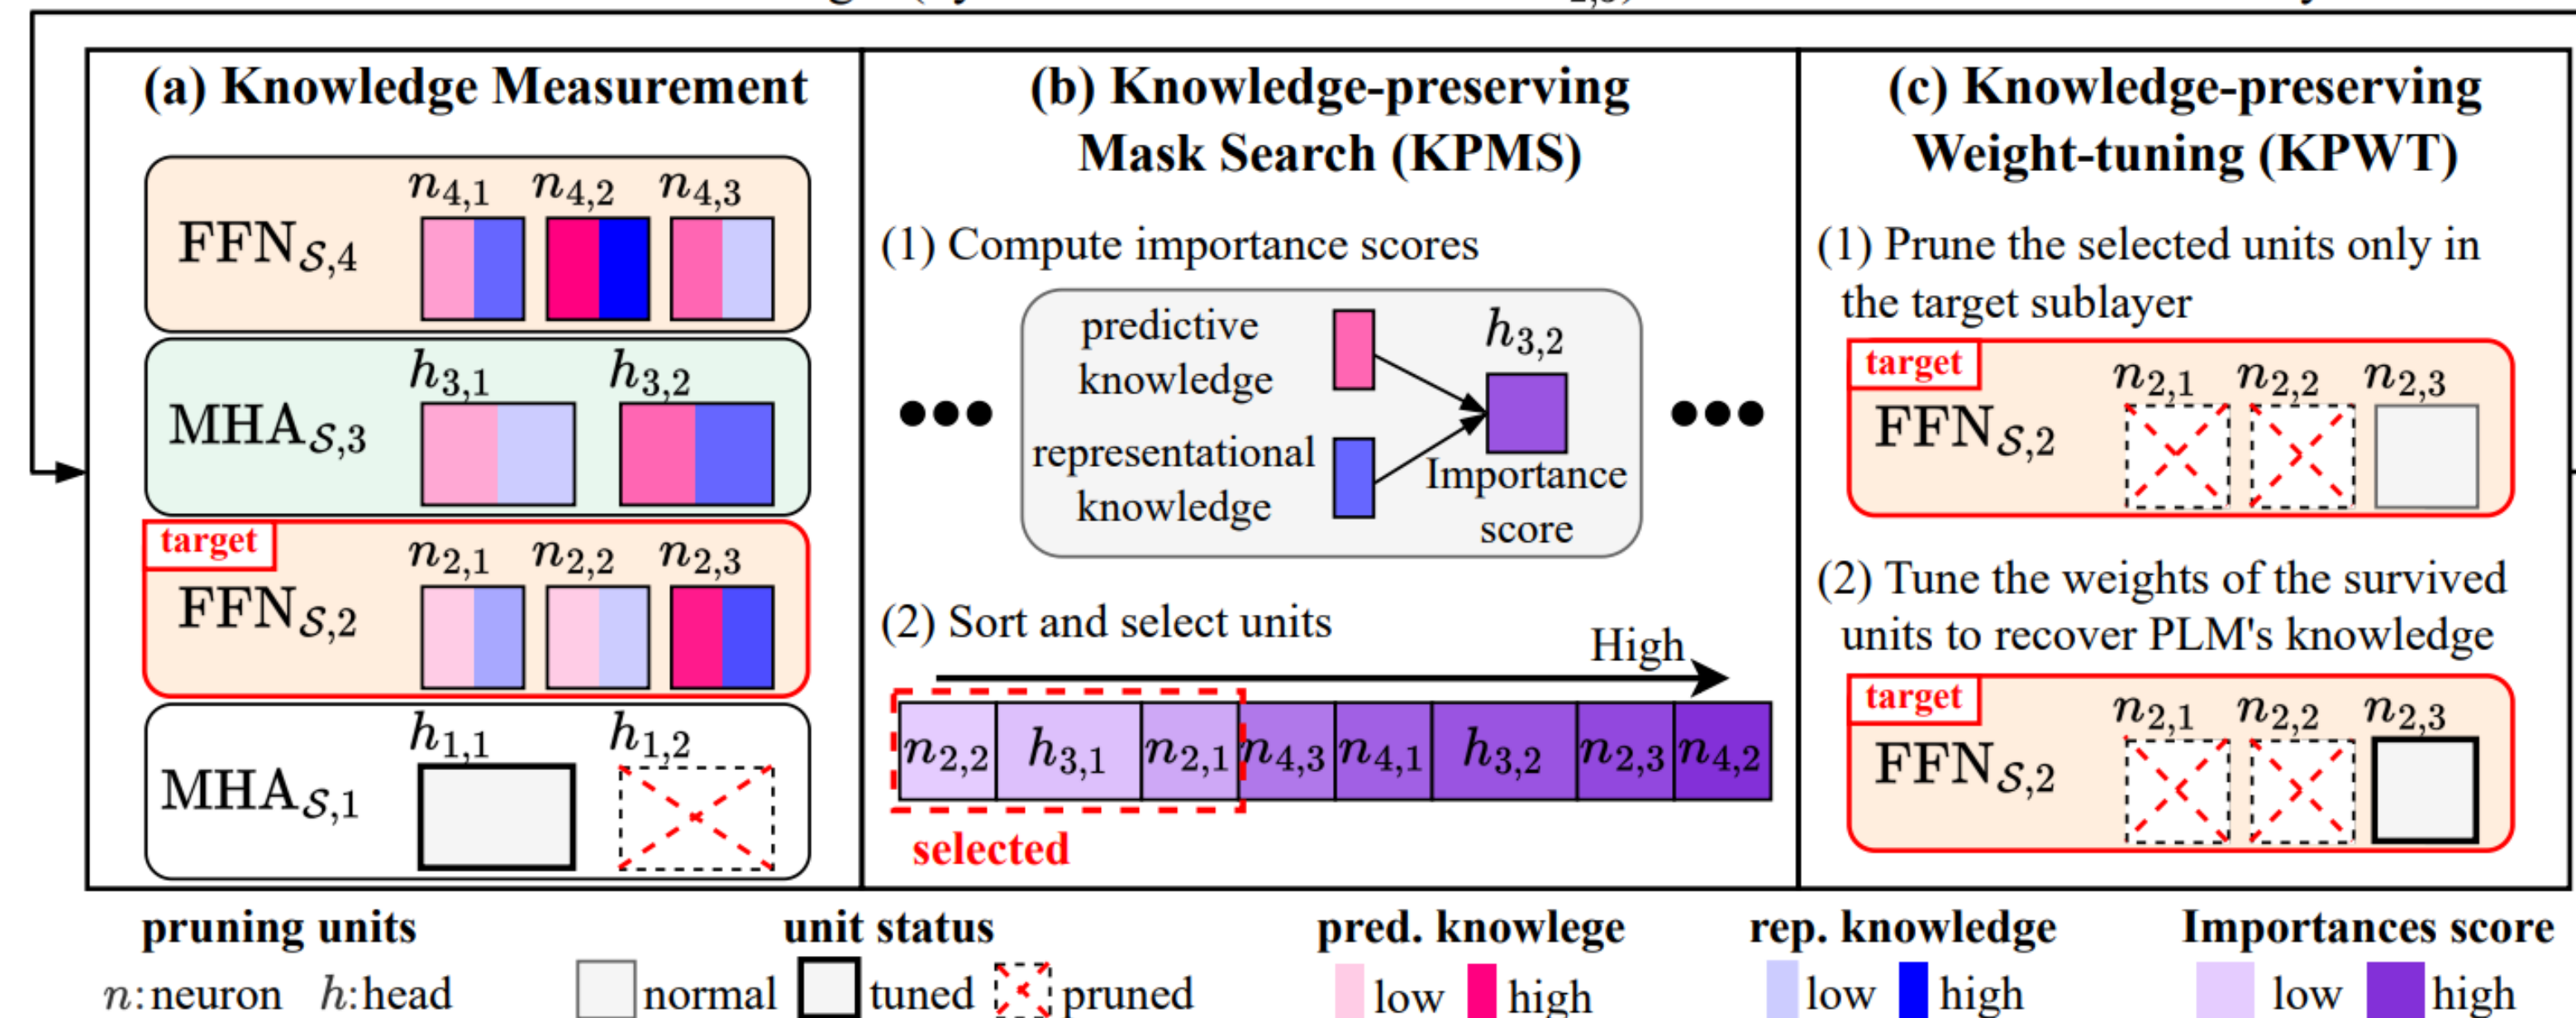 (a) Knowledge Measurement
n4,1 n4,2 n4,3
FFN𝒮,4
h3,1 h3,2
MHA𝒮,3
target
n2,1 n2,2 n2,3
FFN𝒮,2
h1,1 h1,2
MHA𝒮,1
(b) Knowledge-preserving
Mask Search (KPMS)
(1) Compute importance scores
predictive
knowledge
representational
knowledge
h3,2
Importance
score
(2) Sort and select units
High
n2,2 h3,1 n2,1 n4,3 n4,1 h3,2 n2,3 n4,2
selected
(c) Knowledge-preserving
Weight-tuning (KPWT)
(1) Prune the selected units only in
the target sublayer
target
n2,1 n2,2 n2,3
FFN𝒮,2
(2) Tune the weights of the survived
units to recover PLM's knowledge
target
n2,1 n2,2 n2,3
FFN𝒮,2
pruning units
n: neuron h: head
unit status
normal tuned pruned
pred. knowlege
low high
rep. knowledge
low high
Importances score
low high